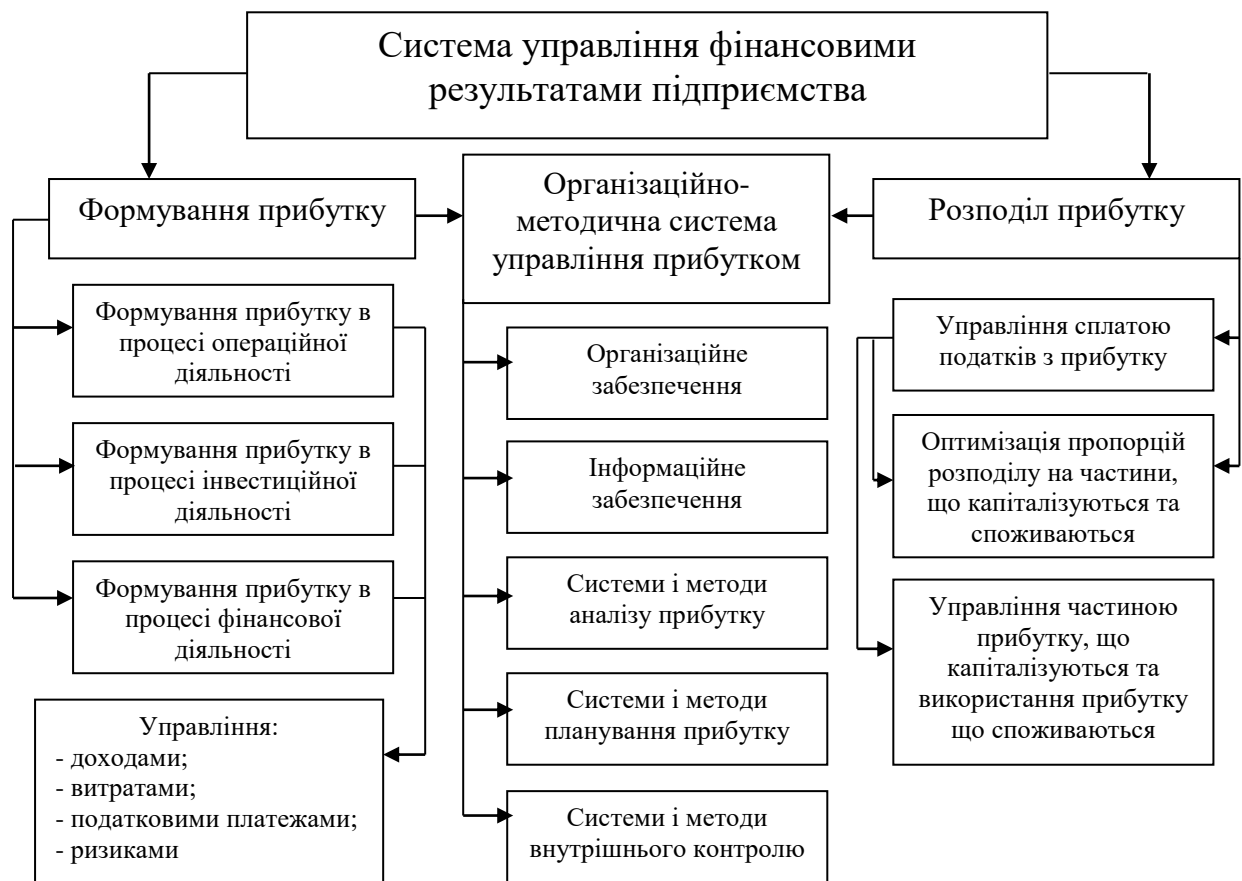 Система управління фінансовими
результатами підприємства
Формування прибутку
Організаційно-
методична система
управління прибутком
Розподіл прибутку
Формування прибутку в
процесі операційної
діяльності
Формування прибутку в
процесі інвестиційної
діяльності
Формування прибутку в
процесі фінансової
діяльності
Управління:
- доходами;
- витратами;
- податковими платежами;
- ризиками
Організаційне
забезпечення
Інформаційне
забезпечення
Системи і методи
аналізу прибутку
Системи і методи
планування прибутку
Системи і методи
внутрішнього контролю
Управління сплатою
податків з прибутку
Оптимізація пропорцій
розподілу на частини,
що капіталізуються та
споживаються
Управління частиною
прибутку, що
капіталізуються та
використання прибутку
що споживаються